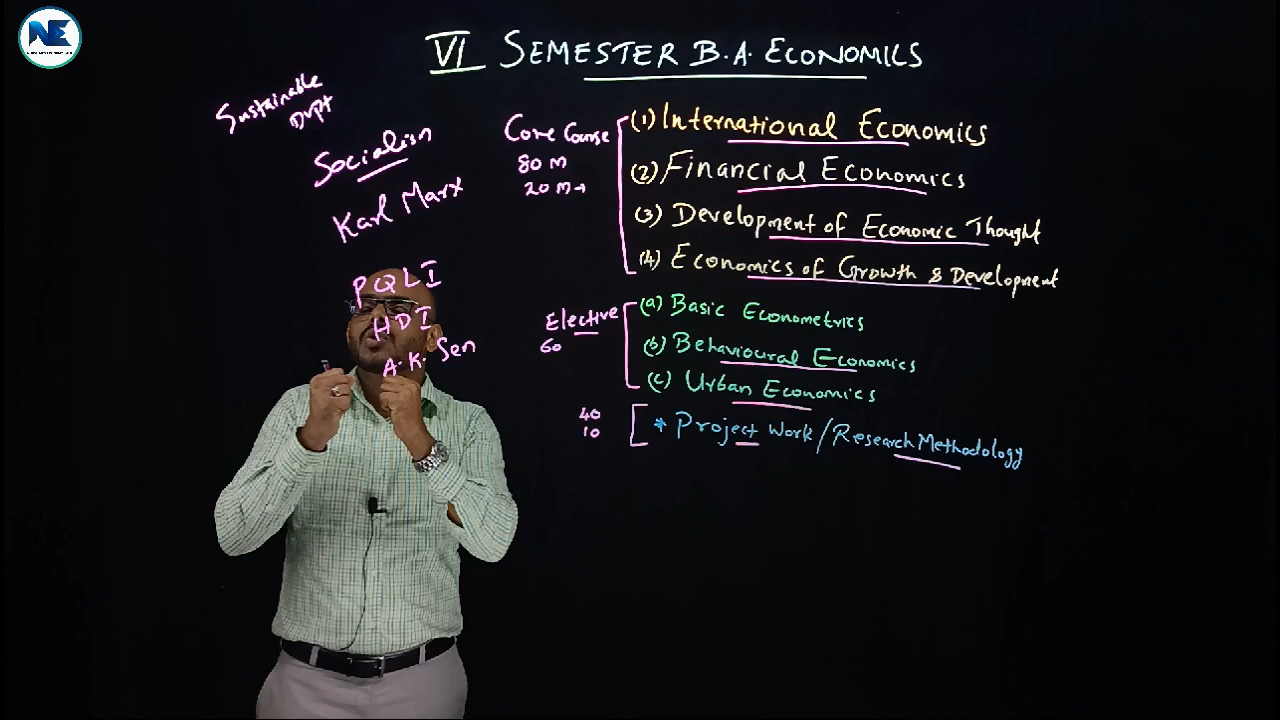 NE
VI SEMESTER B.A. ECONOMICS
Sustainable
Dvpt
Socialism
Karl Marx
PQLI
HDI
A.K. Sen
Core Course
80 M
20 M→
(1) International Economics
(2) Financial Economics
(3) Development of Economic Thought
(4) Economics of Growth & Development
Elective
60
(a) Basic Econometrics
(b) Behavioural Economics
(c) Urban Economics
40
10
* Project Work/Research Methodology